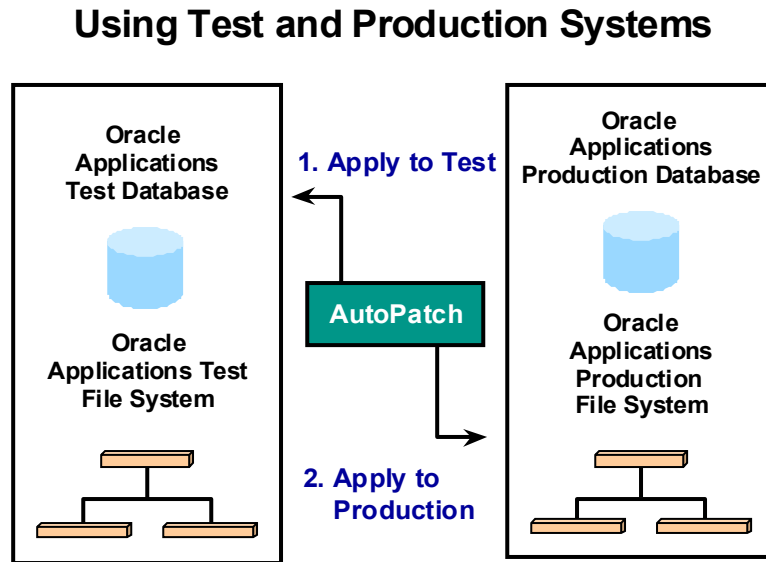 Using Test and Production Systems
Oracle
Applications
Test Database
Oracle
Applications Test
File System
1. Apply to Test
AutoPatch
2. Apply to
Production
Oracle
Applications
Production Database
Oracle
Applications
Production
File System